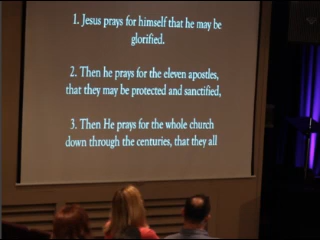 1. Jesus prays for himself that he may be
glorified.
2. Then he prays for the eleven apostles,
that they may be protected and sanctified,
3. Then He prays for the whole church
down through the centuries, that they all